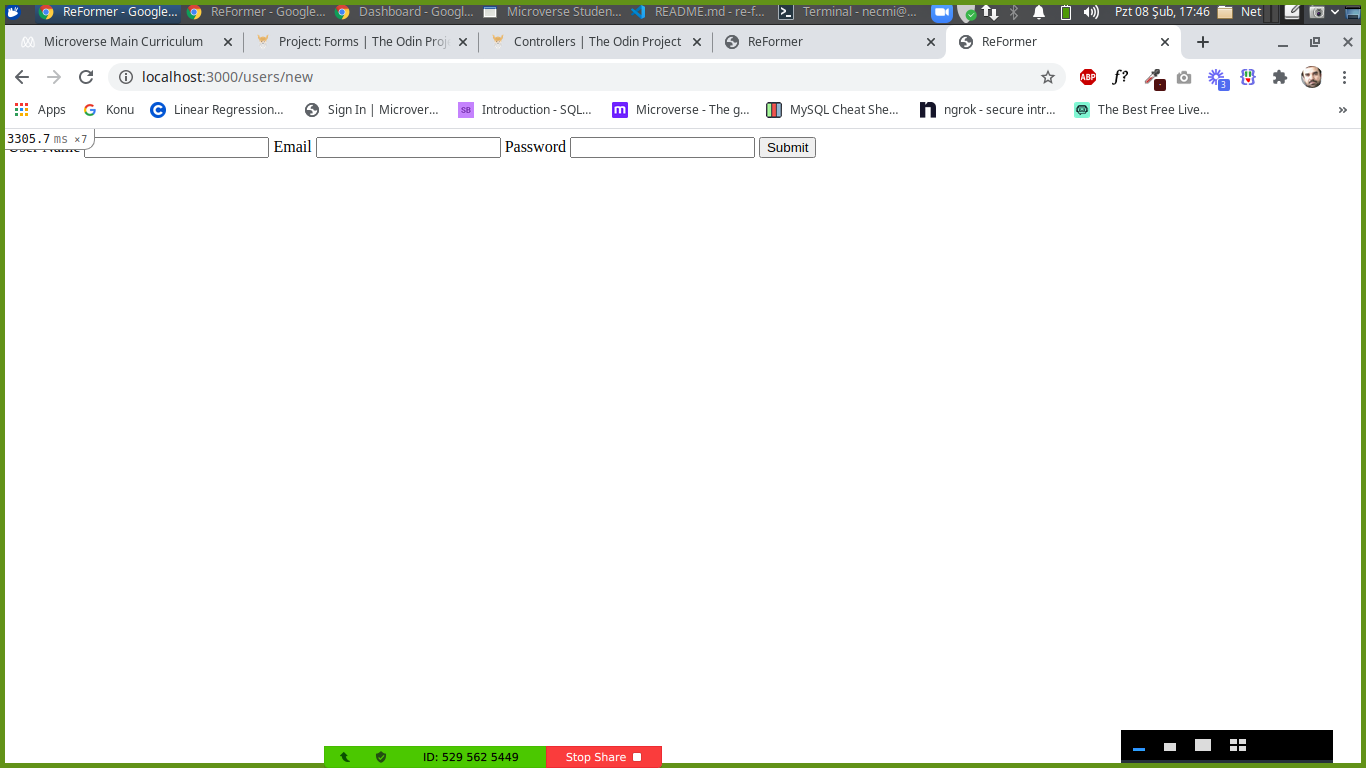 ReFormer - Google... ReFormer - Google... Dashboard - Googl... Microverse Studen... README.md - re-f... Terminal - necmi@... Pzt 08 Şub, 17:46 Net
Microverse Main Curriculum Project: Forms | The Odin Proj Controllers | The Odin Project ReFormer ReFormer
localhost:3000/users/new ABP f? - 3
Apps Konu Linear Regression... Sign In | Microver... SB Introduction - SQL... Microverse - The g... MySQL Cheat She... ngrok - secure intr... The Best Free Live... »
3305.7 ms ×7
User Name Email Password Submit
ID: 529 562 5449 Stop Share